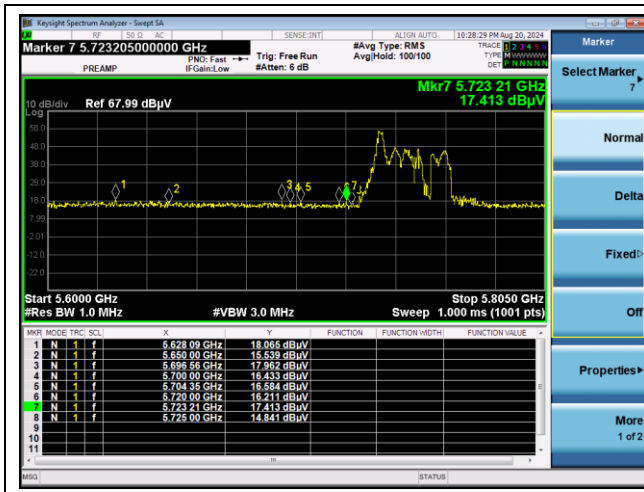 Keysight Spectrum Analyzer - Swept SA
RF 50 Ω AC SENSE:INT ALIGN AUTO 10:28:29 PM Aug 20, 2024
Marker 7 5.723205000000 GHz
#Avg Type: RMS
TRACE 1 2 3 4 5 6
PNO: Fast
Trig: Free Run
Avg|Hold: 100/100
TYPE MWWWWW
PREAMP
IFGain:Low
#Atten: 6 dB
DET P N N N N N
Mkr7 5.723 21 GHz
10 dB/div Ref 67.99 dBµV
17.413 dBµV
Log
58.0
48.0
38.0
28.0
18.0
7.99
-2.01
-12.0
-22.0
1
2
3
4
5
7
Start 5.6000 GHz
Stop 5.8050 GHz
#Res BW 1.0 MHz
#VBW 3.0 MHz
Sweep 1.000 ms (1001 pts)
MKR MODE TRC SCL X Y FUNCTION FUNCTION WIDTH FUNCTION VALUE
1 N 1 f 5.628 09 GHz 18.065 dBµV
2 N 1 f 5.650 00 GHz 15.539 dBµV
3 N 1 f 5.696 56 GHz 17.962 dBµV
4 N 1 f 5.700 00 GHz 16.433 dBµV
5 N 1 f 5.704 35 GHz 16.584 dBµV
6 N 1 f 5.720 00 GHz 16.211 dBµV
7 N 1 f 5.723 21 GHz 17.413 dBµV
8 N 1 f 5.725 00 GHz 14.841 dBµV
9
10
11
MSG
STATUS
Marker
Select Marker
7
Normal
Delta
Fixed
Off
Properties
More
1 of 2